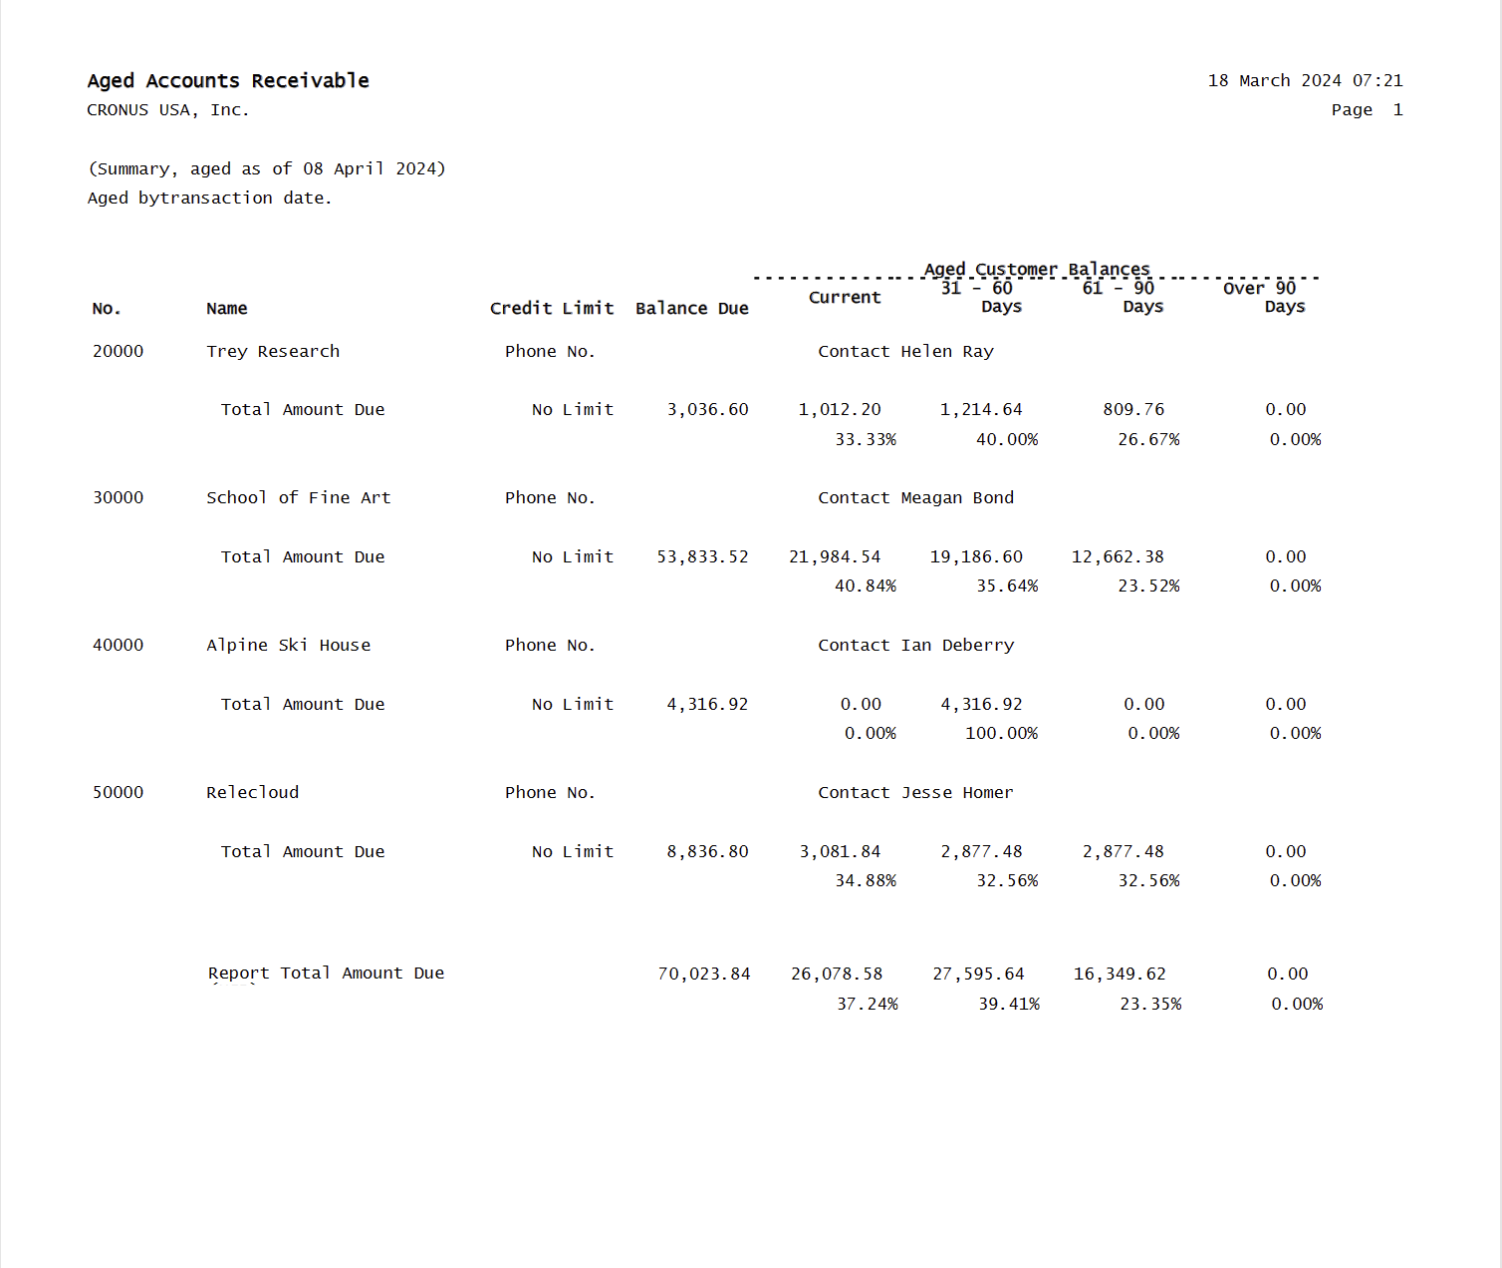 Aged Accounts Receivable 18 March 2024 07:21
CRONUS USA, Inc. Page 1
(Summary, aged as of 08 April 2024)
Aged bytransaction date.
Aged Customer Balances
No. Name Credit Limit Balance Due Current 31 - 60 Days 61 - 90 Days Over 90 Days
20000 Trey Research Phone No. Contact Helen Ray
Total Amount Due No Limit 3,036.60 1,012.20 1,214.64 809.76 0.00
33.33% 40.00% 26.67% 0.00%
30000 School of Fine Art Phone No. Contact Meagan Bond
Total Amount Due No Limit 53,833.52 21,984.54 19,186.60 12,662.38 0.00
40.84% 35.64% 23.52% 0.00%
40000 Alpine Ski House Phone No. Contact Ian Deberry
Total Amount Due No Limit 4,316.92 0.00 4,316.92 0.00 0.00
0.00% 100.00% 0.00% 0.00%
50000 Relecloud Phone No. Contact Jesse Homer
Total Amount Due No Limit 8,836.80 3,081.84 2,877.48 2,877.48 0.00
34.88% 32.56% 32.56% 0.00%
Report Total Amount Due 70,023.84 26,078.58 27,595.64 16,349.62 0.00
37.24% 39.41% 23.35% 0.00%